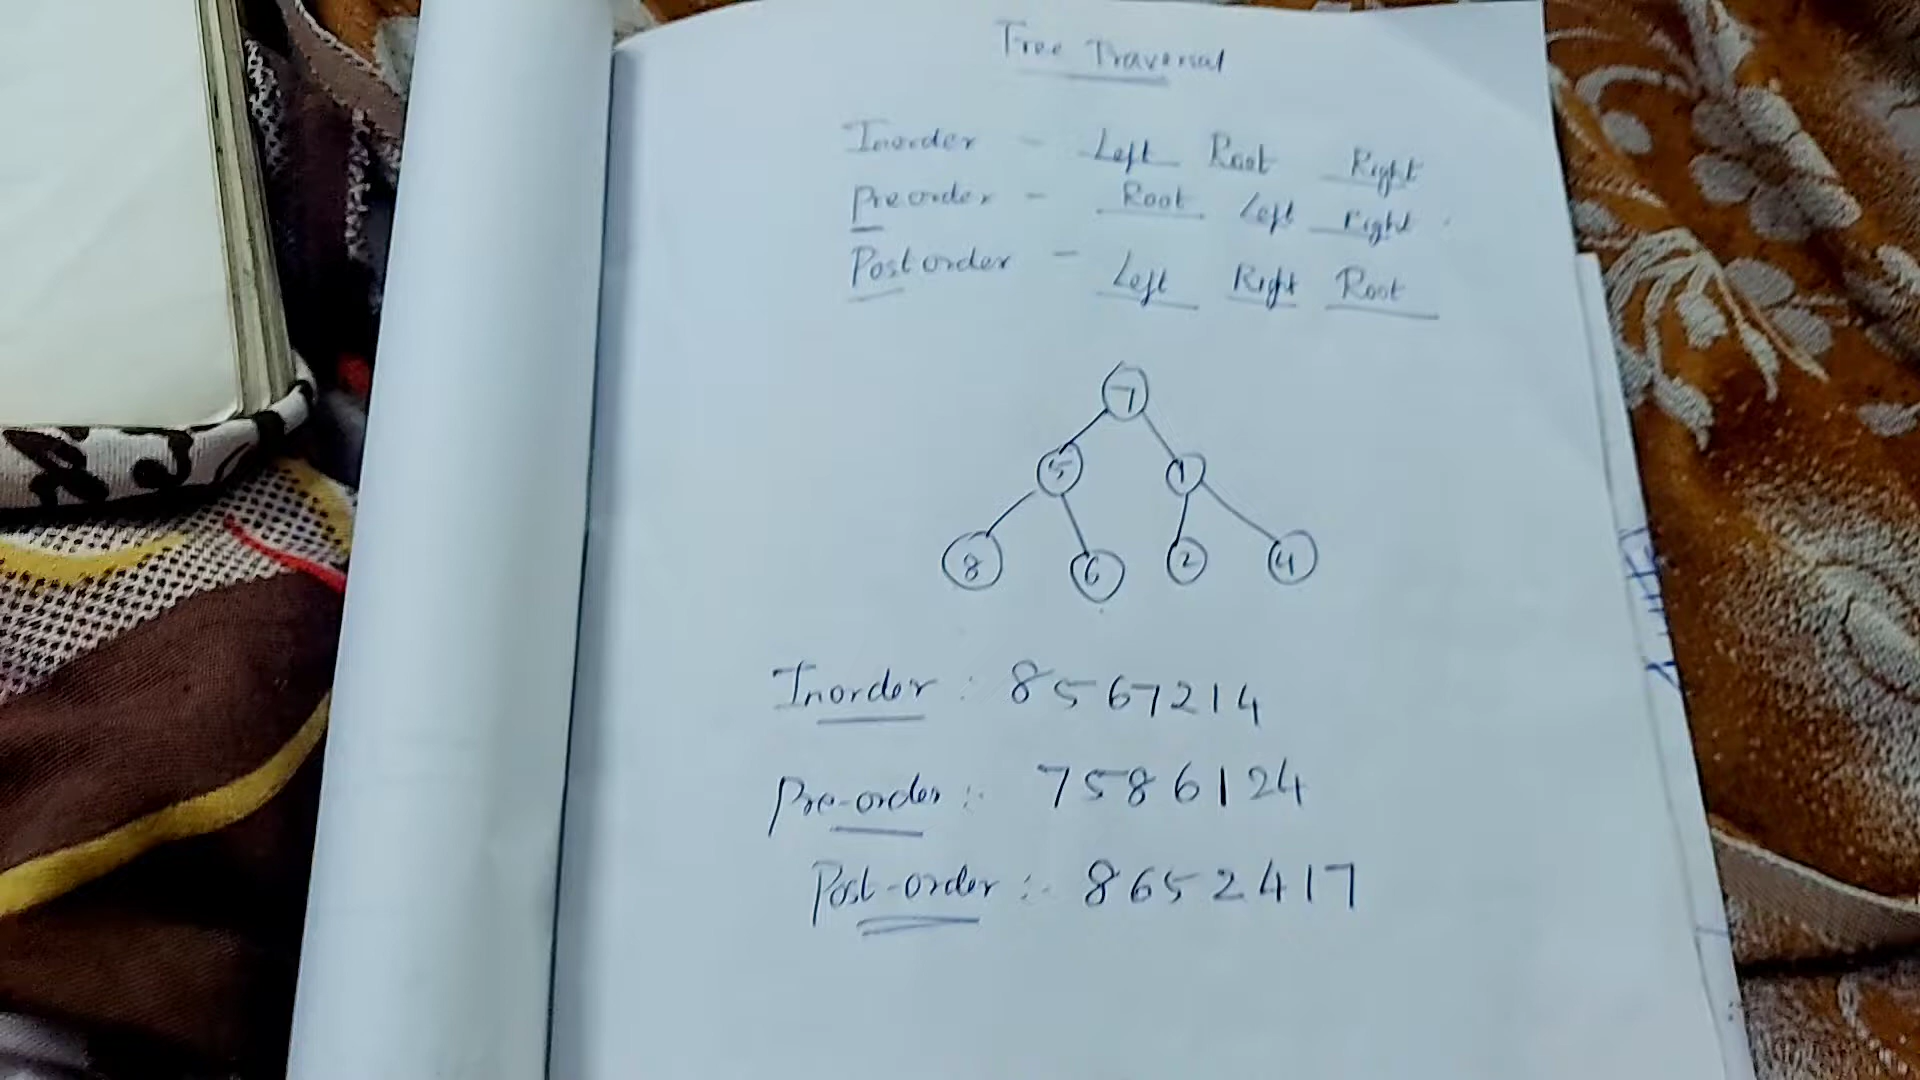 Tree Traversal
Inorder - Left Root Right
Preorder - Root Left right
Postorder - Left Right Root
7
5 1
8 6 2 4
Inorder : 8567214
Pre-order :- 7586124
Post-order :- 8652417